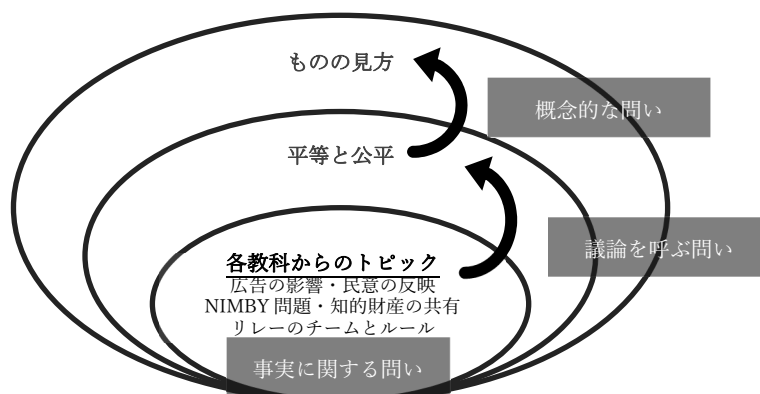 ものの見方
概念的な問い
平等と公平
議論を呼ぶ問い
各教科からのトピック
広告の影響・民意の反映
NIMBY 問題・知的財産の共有
リレーのチームとルール
事実に関する問い